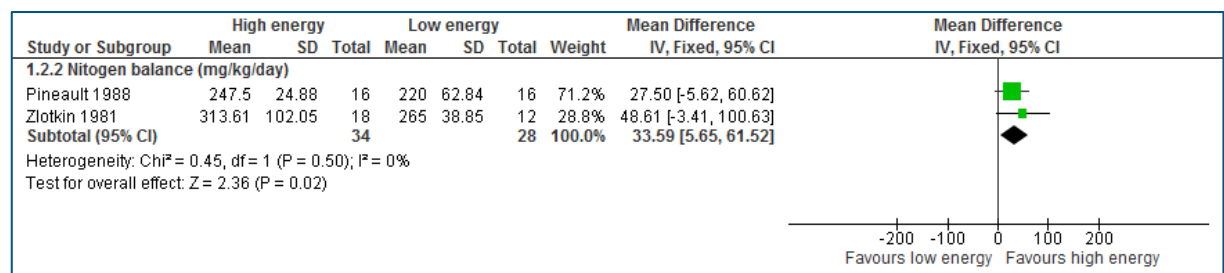 High energy Low energy Mean Difference Mean Difference
Study or Subgroup Mean SD Total Mean SD Total Weight IV, Fixed, 95% CI IV, Fixed, 95% CI
1.2.2 Nitogen balance (mg/kg/day)
Pineault 1988 247.5 24.88 16 220 62.84 16 71.2% 27.50 [-5.62, 60.62]
Zlotkin 1981 313.61 102.05 18 265 38.85 12 28.8% 48.61 [-3.41, 100.63]
Subtotal (95% CI) 34 28 100.0% 33.59 [5.65, 61.52]
Heterogeneity: Chi² = 0.45, df = 1 (P = 0.50); I² = 0%
Test for overall effect: Z = 2.36 (P = 0.02)
-200 -100 0 100 200
Favours low energy Favours high energy